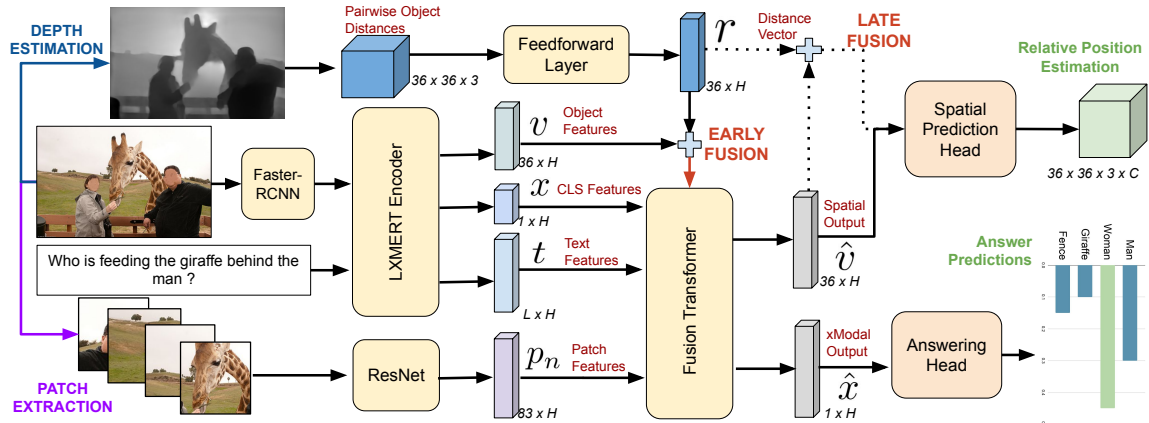 DEPTH
ESTIMATION
Pairwise Object
Distances
36 x 36 x 3
Feedforward
Layer
r
36 x H
Distance
Vector
LATE
FUSION
Relative Position
Estimation
Spatial
Prediction
Head
36 x 36 x 3 x C
Faster-
RCNN
LXMERT Encoder
v
Object
Features
36 x H
EARLY
FUSION
x
CLS Features
1 x H
Who is feeding the giraffe behind the
man ?
t
Text
Features
L x H
Fusion Transformer
Spatial
Output
v̂
36 x H
Answer
Predictions
Fence
Giraffe
Woman
Man
PATCH
EXTRACTION
ResNet
pₙ
Patch
Features
83 x H
xModal
Output
x̂
1 x H
Answering
Head